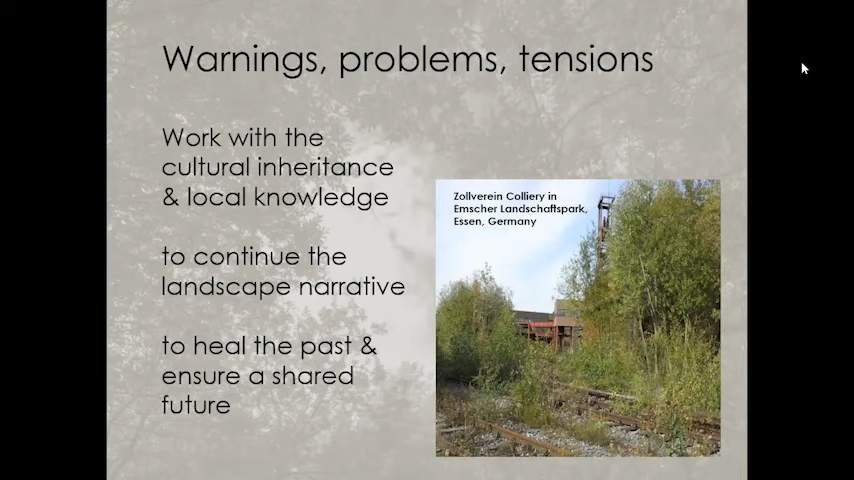 Warnings, problems, tensions
Work with the
cultural inheritance
& local knowledge
to continue the
landscape narrative
to heal the past &
ensure a shared
future
Zollverein Colliery in
Emscher Landschaftspark,
Essen, Germany